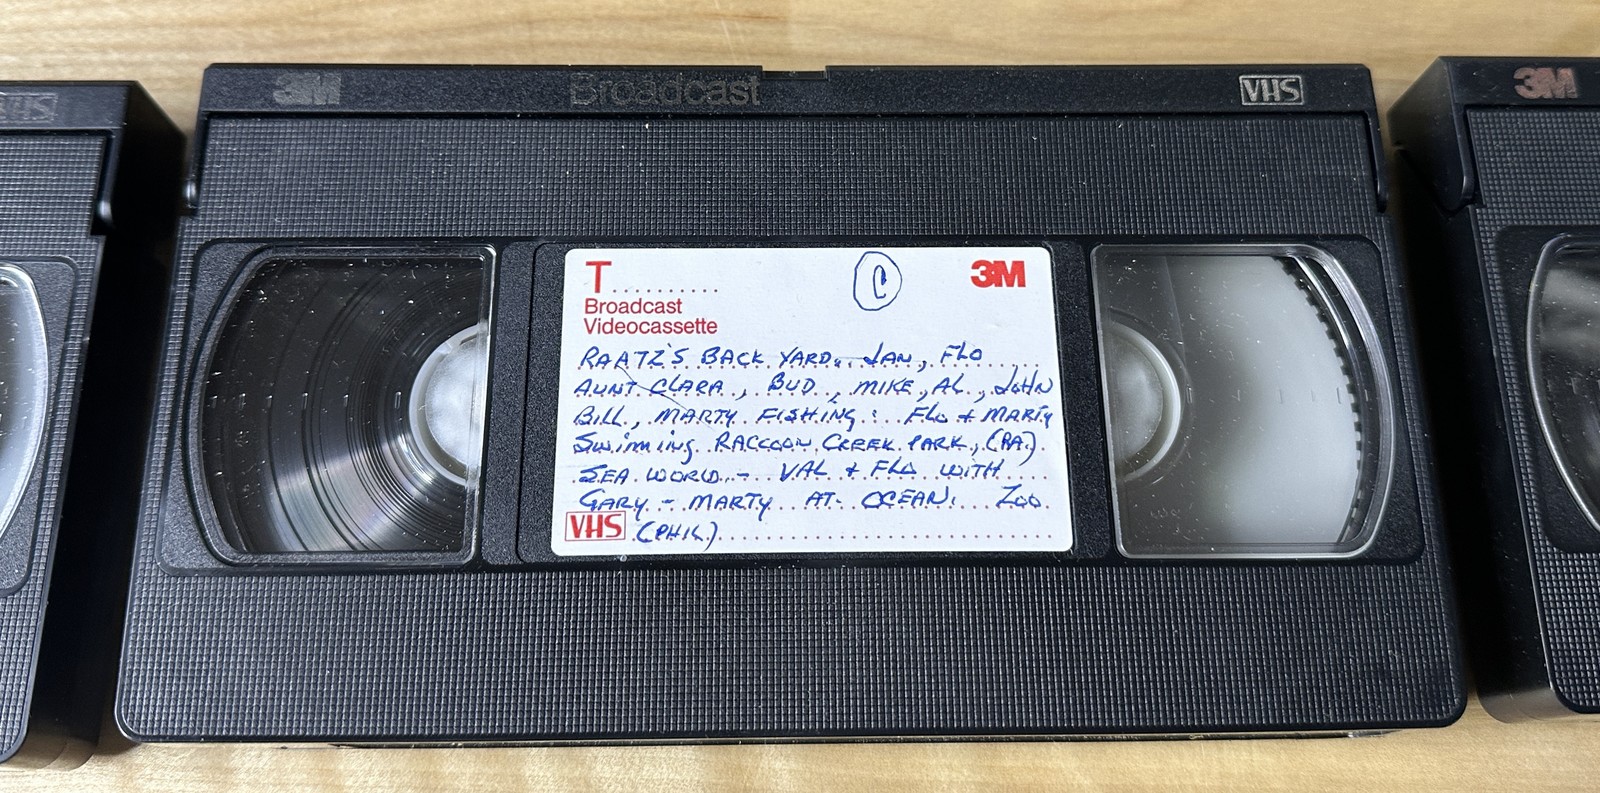 VHS
3M Broadcast VHS
3M
T.......... C 3M
Broadcast
Videocassette
RAATZ'S BACK YARD. JAN, FLO
AUNT CLARA, BUD, MIKE, AL, JOHN
BILL, MARTY FISHING: FLO + MARTY
Swimming RACCOON CREEK PARK, (PA.)
SEA WORLD - VAL + FLO WITH
GARY - MARTY AT OCEAN. ZOO
VHS (PHIL.)